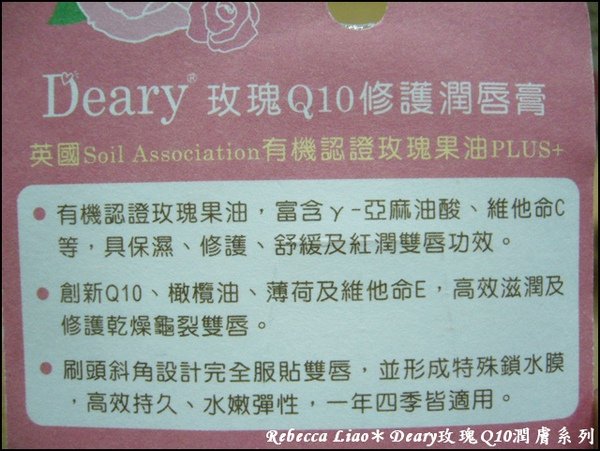 Deary® 玫瑰Q10修護潤唇膏
英國Soil Association有機認證玫瑰果油PLUS+
● 有機認證玫瑰果油，富含γ-亞麻油酸、維他命C
等，具保濕、修護、舒緩及紅潤雙唇功效。
● 創新Q10、橄欖油、薄荷及維他命E，高效滋潤及
修護乾燥龜裂雙唇。
● 刷頭斜角設計完全服貼雙唇，並形成特殊鎖水膜
，高效持久、水嫩彈性，一年四季皆適用。
Rebecca Liao＊Deary玫瑰Q10潤膚系列